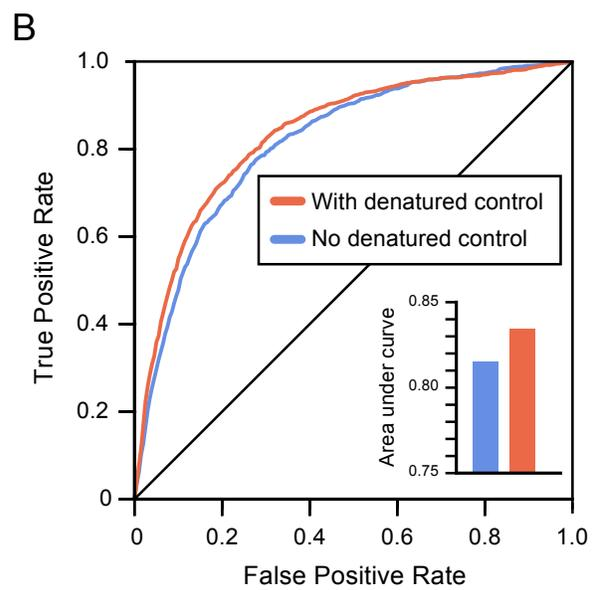 B
1.0
0.8
0.6
0.4
0.2
0
True Positive Rate
With denatured control
No denatured control
Area under curve
0.85
0.80
0.75
0
0.2
0.4
0.6
0.8
1.0
False Positive Rate